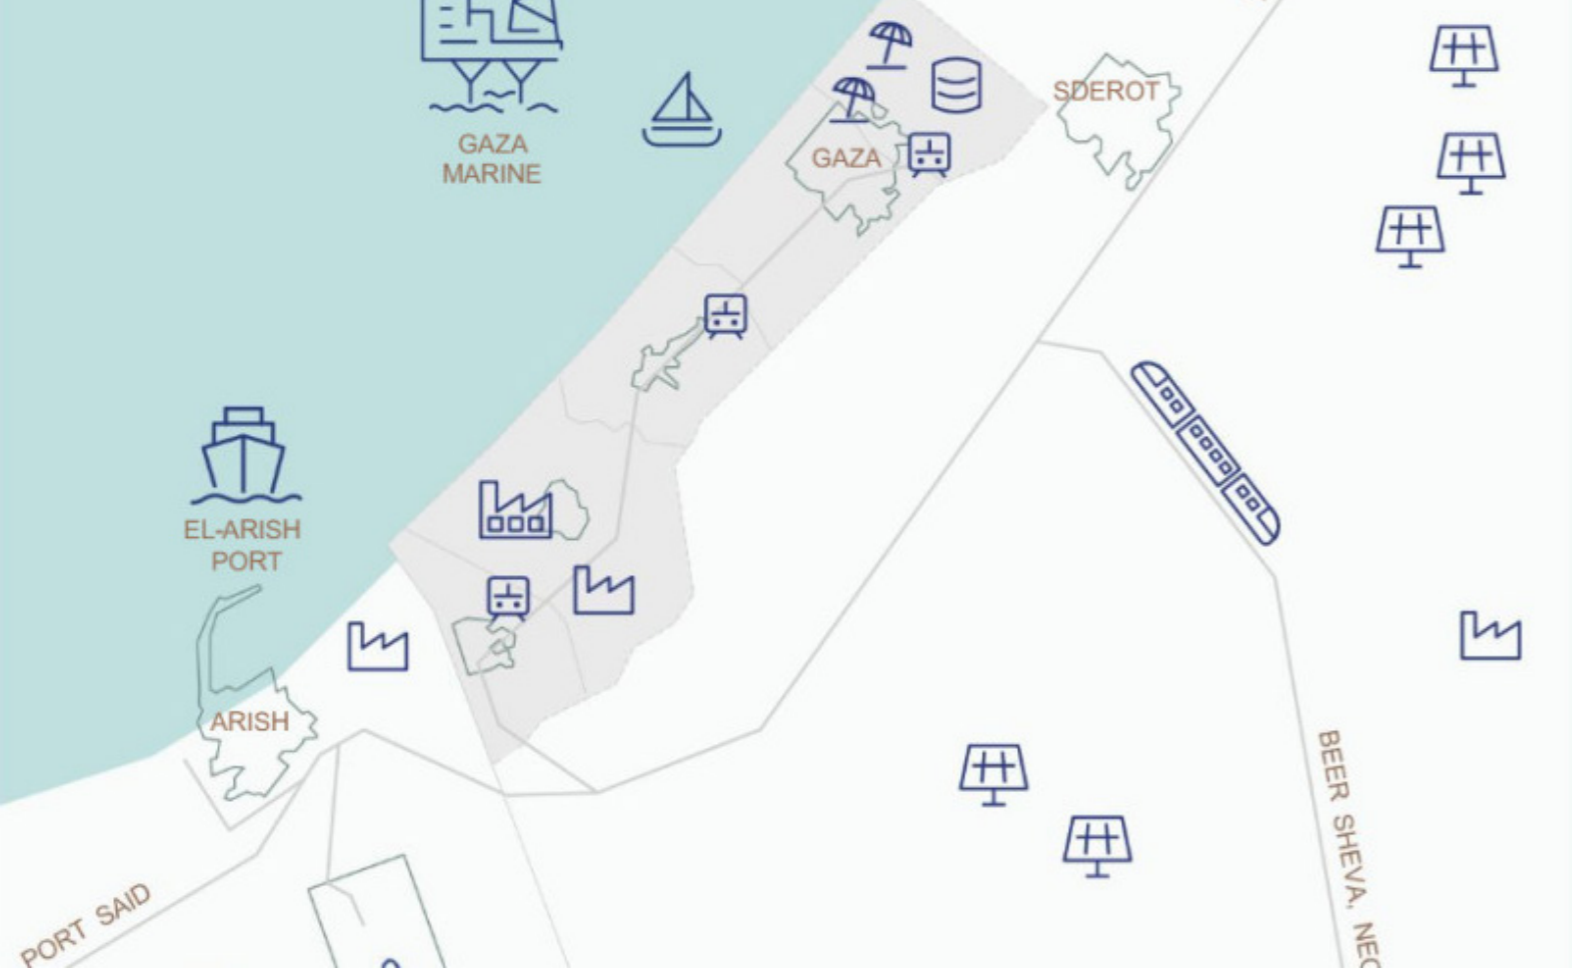 SDEROT
GAZA
MARINE
GAZA
EL-ARISH
PORT
ARISH
PORT SAID
BEER SHEVA,